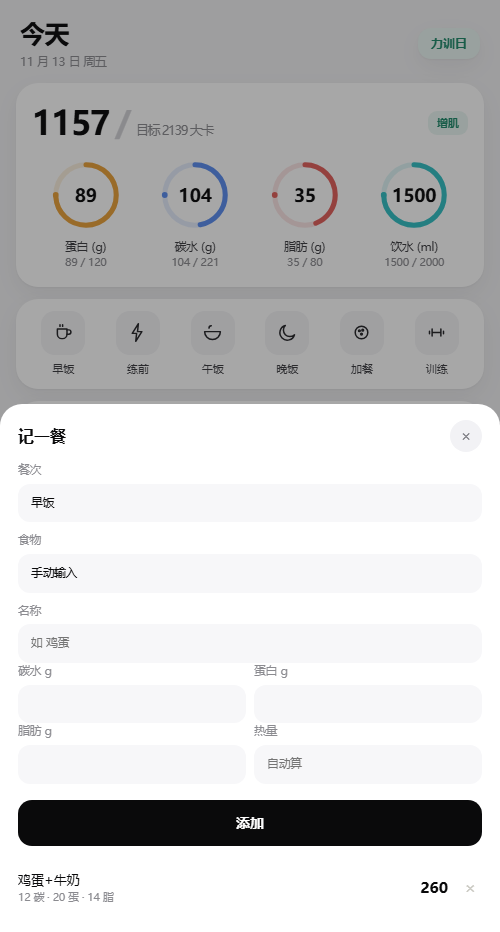 今天
力训日
11 月 13 日 周五
1157 / 目标 2139 大卡
增肌
89
104
35
1500
蛋白 (g)
碳水 (g)
脂肪 (g)
饮水 (ml)
89 / 120
104 / 221
35 / 80
1500 / 2000
早饭
练前
午饭
晚饭
加餐
训练
记一餐
×
餐次
早饭
食物
手动输入
名称
如 鸡蛋
碳水 g
蛋白 g
脂肪 g
热量
自动算
添加
鸡蛋+牛奶
12 碳 · 20 蛋 · 14 脂
260 ×